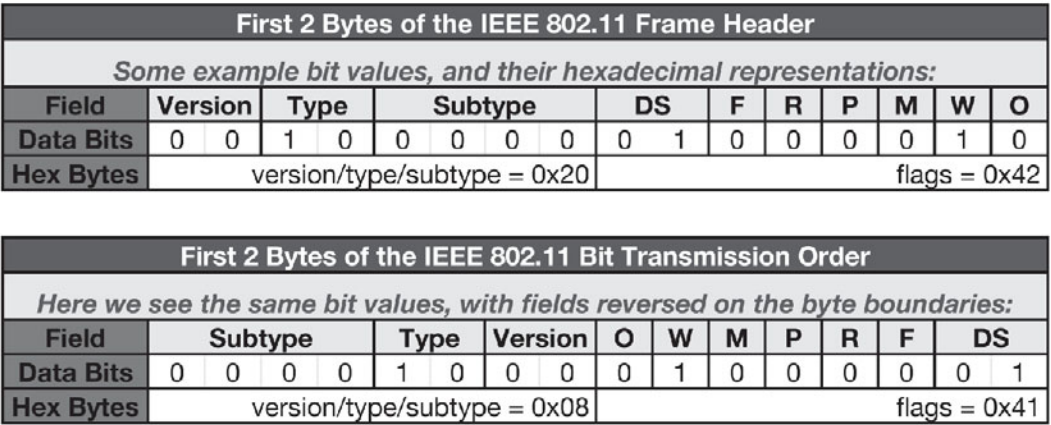 First 2 Bytes of the IEEE 802.11 Frame Header
Some example bit values, and their hexadecimal representations:
Field Version Type Subtype DS F R P M W O
Data Bits 0 0 1 0 0 0 0 0 0 1 0 0 0 0 1 0
Hex Bytes version/type/subtype = 0x20 flags = 0x42
First 2 Bytes of the IEEE 802.11 Bit Transmission Order
Here we see the same bit values, with fields reversed on the byte boundaries:
Field Subtype Type Version O W M P R F DS
Data Bits 0 0 0 0 1 0 0 0 0 1 0 0 0 0 0 1
Hex Bytes version/type/subtype = 0x08 flags = 0x41